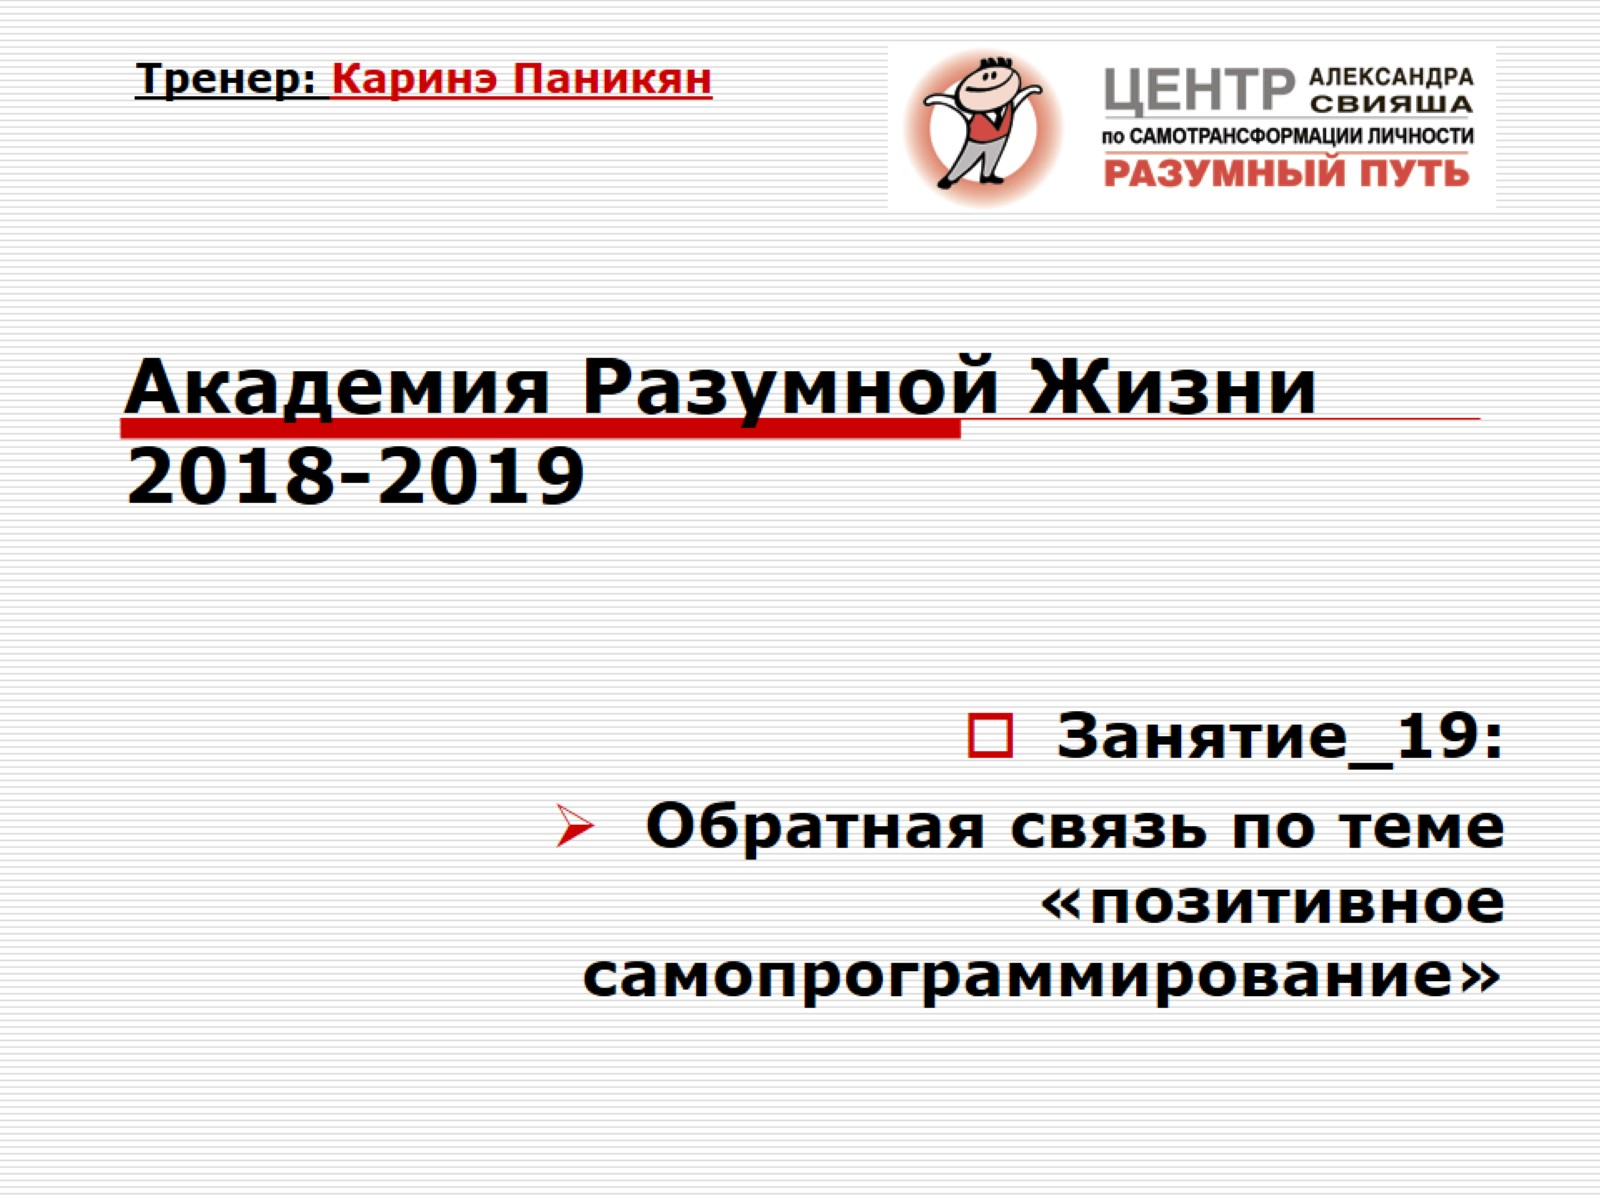 Тренер: Каринэ Паникян
ЦЕНТР АЛЕКСАНДРА
СВИЯША
по САМОТРАНСФОРМАЦИИ ЛИЧНОСТИ
РАЗУМНЫЙ ПУТЬ
Академия Разумной Жизни
2018-2019
Занятие_19:
Обратная связь по теме
«позитивное
самопрограммирование»